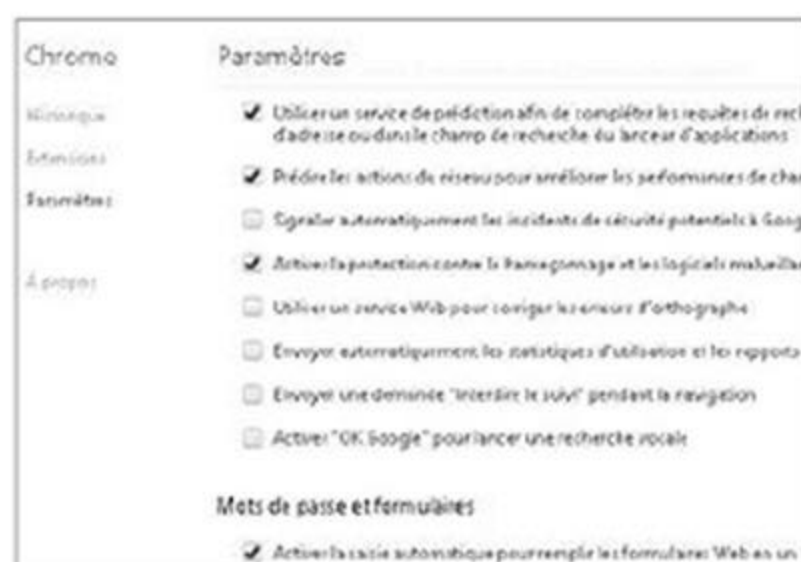 Chrome
Paramètres
Historique
Extensions
Paramètres
À propos
Utiliser un service de prédiction afin de compléter les requêtes de
d'adresse ou dans le champ de recherche du lanceur d'applications
Prédire les actions de réseau pour améliorer les performances de
Signaler automatiquement les incidents de sécurité potentiels à
Activer la protection contre le hameçonnage et les logiciels
Utiliser un service Web pour corriger les erreurs d'orthographe
Envoyer automatiquement les statistiques d'utilisation et les rapports
Envoyer une demande "Interdire le suivi" pendant la navigation
Activer "OK Google" pour lancer une recherche vocale
Mots de passe et formulaires
Activer la saisie automatique pour remplir les formulaires Web en un